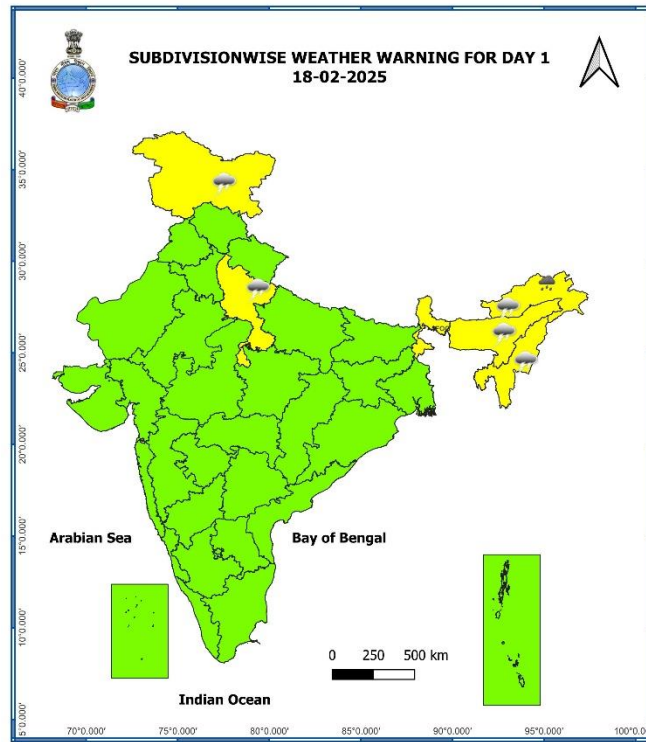 SUBDIVISIONWISE WEATHER WARNING FOR DAY 1
18-02-2025
40°0.000'
35°0.000'
30°0.000'
25°0.000'
20°0.000'
15°0.000'
10°0.000'
5°0.000'
Arabian Sea
Bay of Bengal
0 250 500 km
Indian Ocean
70°0.000' 75°0.000' 80°0.000' 85°0.000' 90°0.000' 95°0.000' 100°0.000'